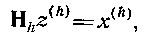 H_h z^(h) = x^(h),